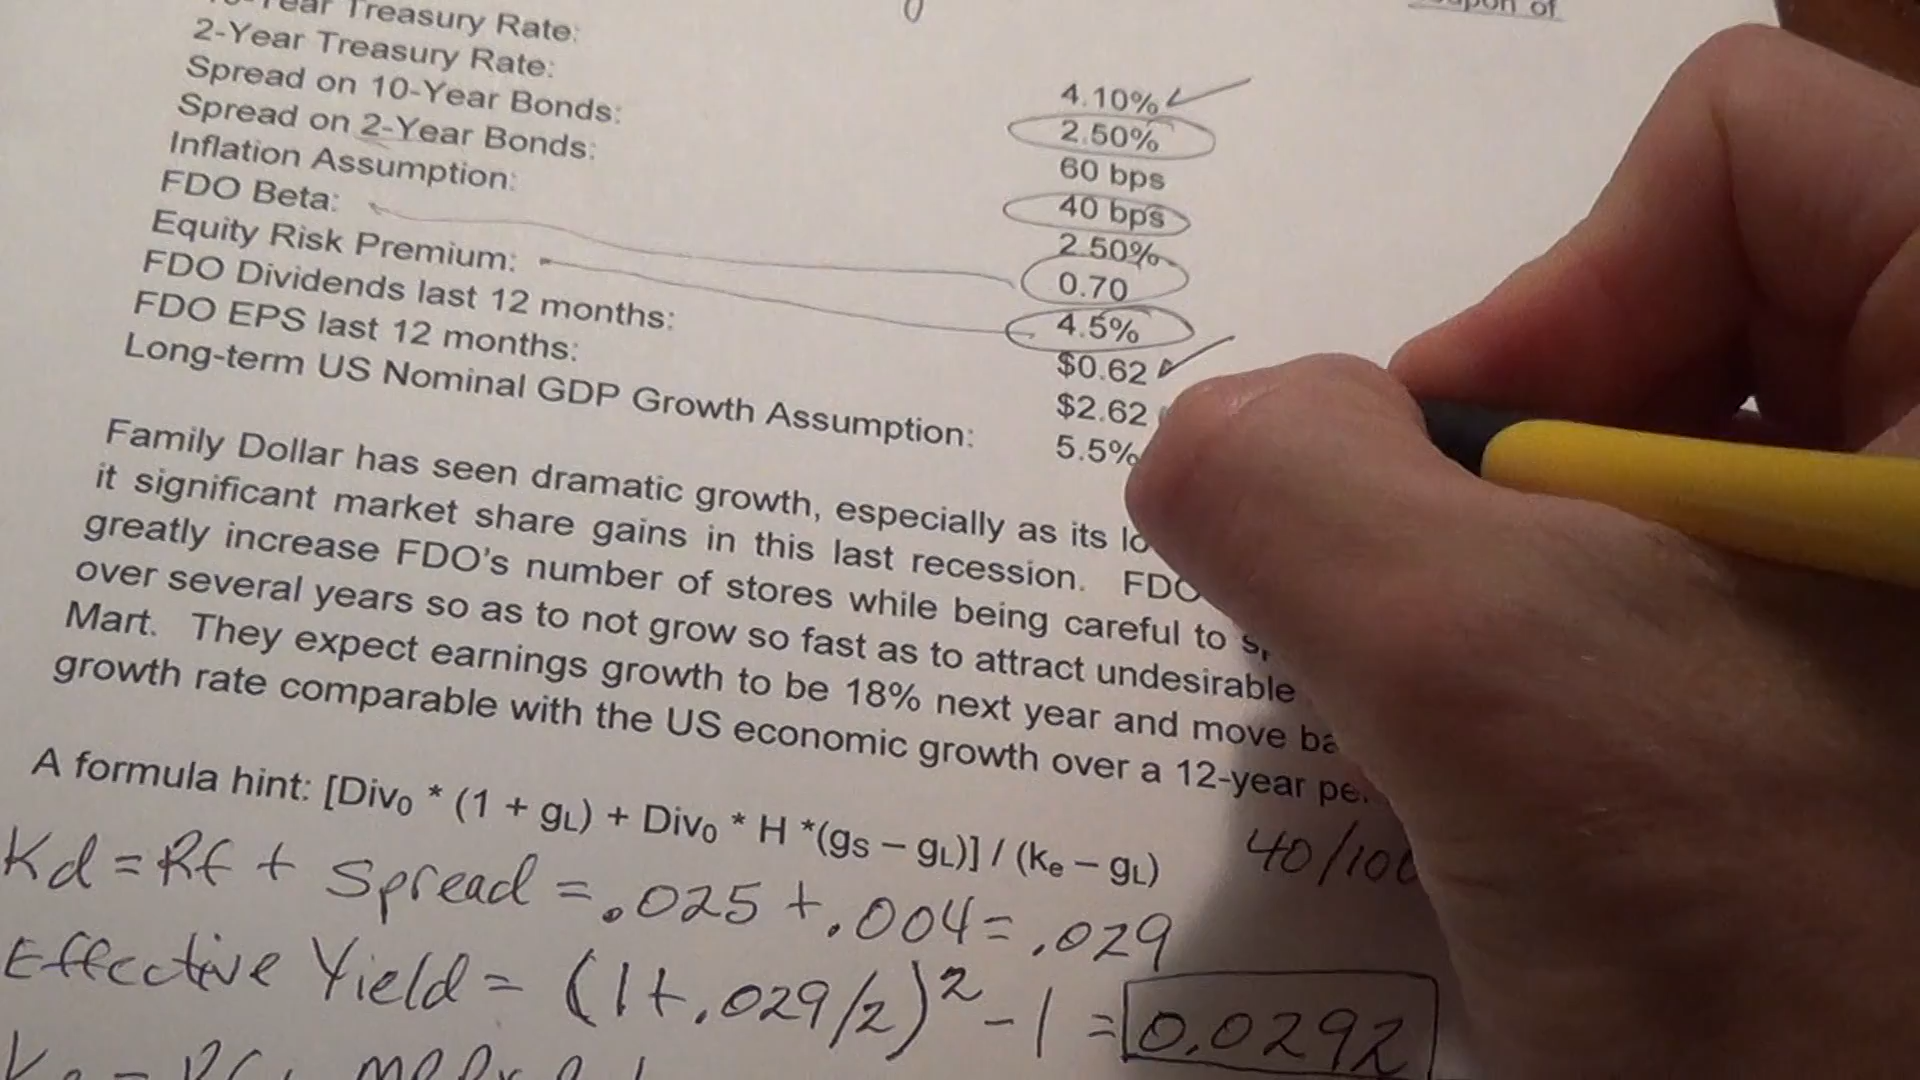 Year Treasury Rate:
2-Year Treasury Rate: 4.10%
Spread on 10-Year Bonds: 2.50%
Spread on 2-Year Bonds: 60 bps
Inflation Assumption: 40 bps
FDO Beta: 2.50%
Equity Risk Premium: 0.70
FDO Dividends last 12 months: 4.5%
FDO EPS last 12 months: $0.62
Long-term US Nominal GDP Growth Assumption: $2.62
5.5%
Family Dollar has seen dramatic growth, especially as its
it significant market share gains in this last recession. FDO
greatly increase FDO's number of stores while being careful to
over several years so as to not grow so fast as to attract undesirable
Mart. They expect earnings growth to be 18% next year and move
growth rate comparable with the US economic growth over a 12-year
A formula hint: [Div₀ * (1 + gL) + Div₀ * H *(gS – gL)] / (ke – gL)
40/100
Kd = Rf + Spread = .025 + .004 = .029
Effective Yield = (1+.029/2)² - 1 = 0.0292